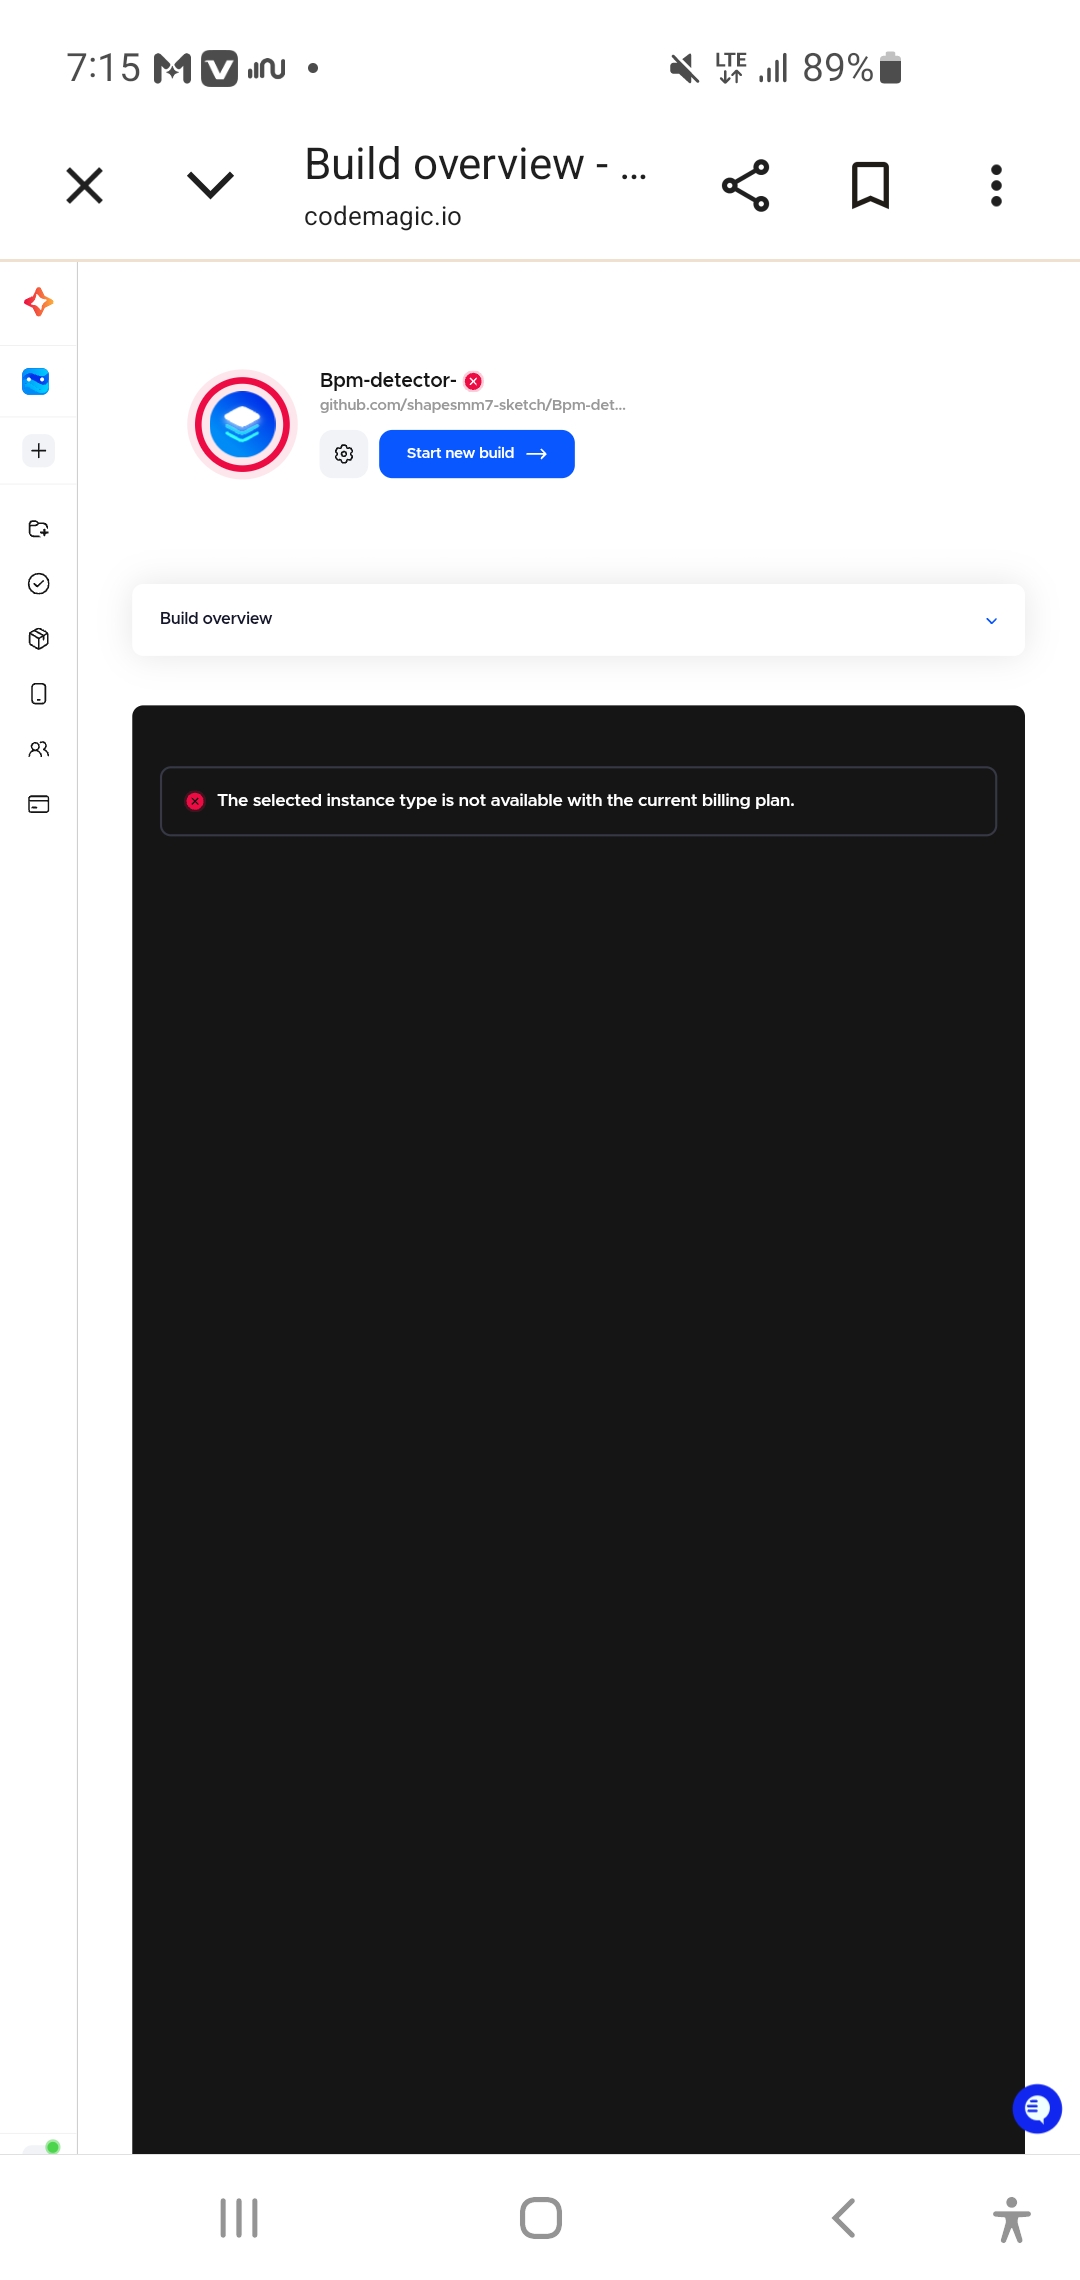 7:15
LTE
89%
Build overview - ...
codemagic.io
Bpm-detector-
github.com/shapesmm7-sketch/Bpm-det...
Start new build
Build overview
The selected instance type is not available with the current billing plan.